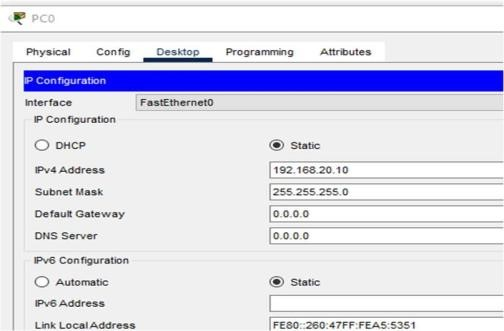 PC0
Physical Config Desktop Programming Attributes
IP Configuration
Interface FastEthernet0
IP Configuration
DHCP Static
IPv4 Address 192.168.20.10
Subnet Mask 255.255.255.0
Default Gateway 0.0.0.0
DNS Server 0.0.0.0
IPv6 Configuration
Automatic Static
IPv6 Address
Link Local Address FE80::260:47FF:FEA5:5351